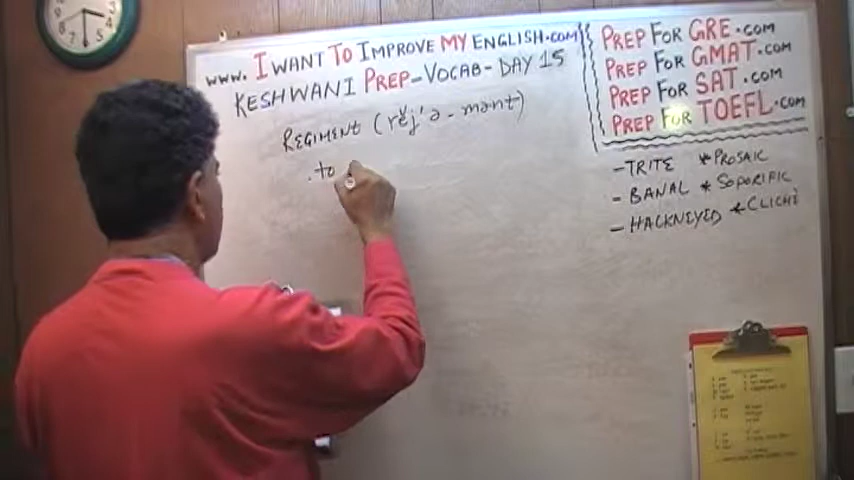 www. I WANT TO IMPROVE MY ENGLISH.COM
KESHWANI PREP-VOCAB-DAY 15
REGIMENT (rĕj'ə-mənt)
. to
PREP FOR GRE.COM
PREP FOR GMAT.COM
PREP FOR SAT.COM
PREP FOR TOEFL.COM
- TRITE * PROSAIC
- BANAL * SOPORIFIC
- HACKNEYED * CLICHÉ